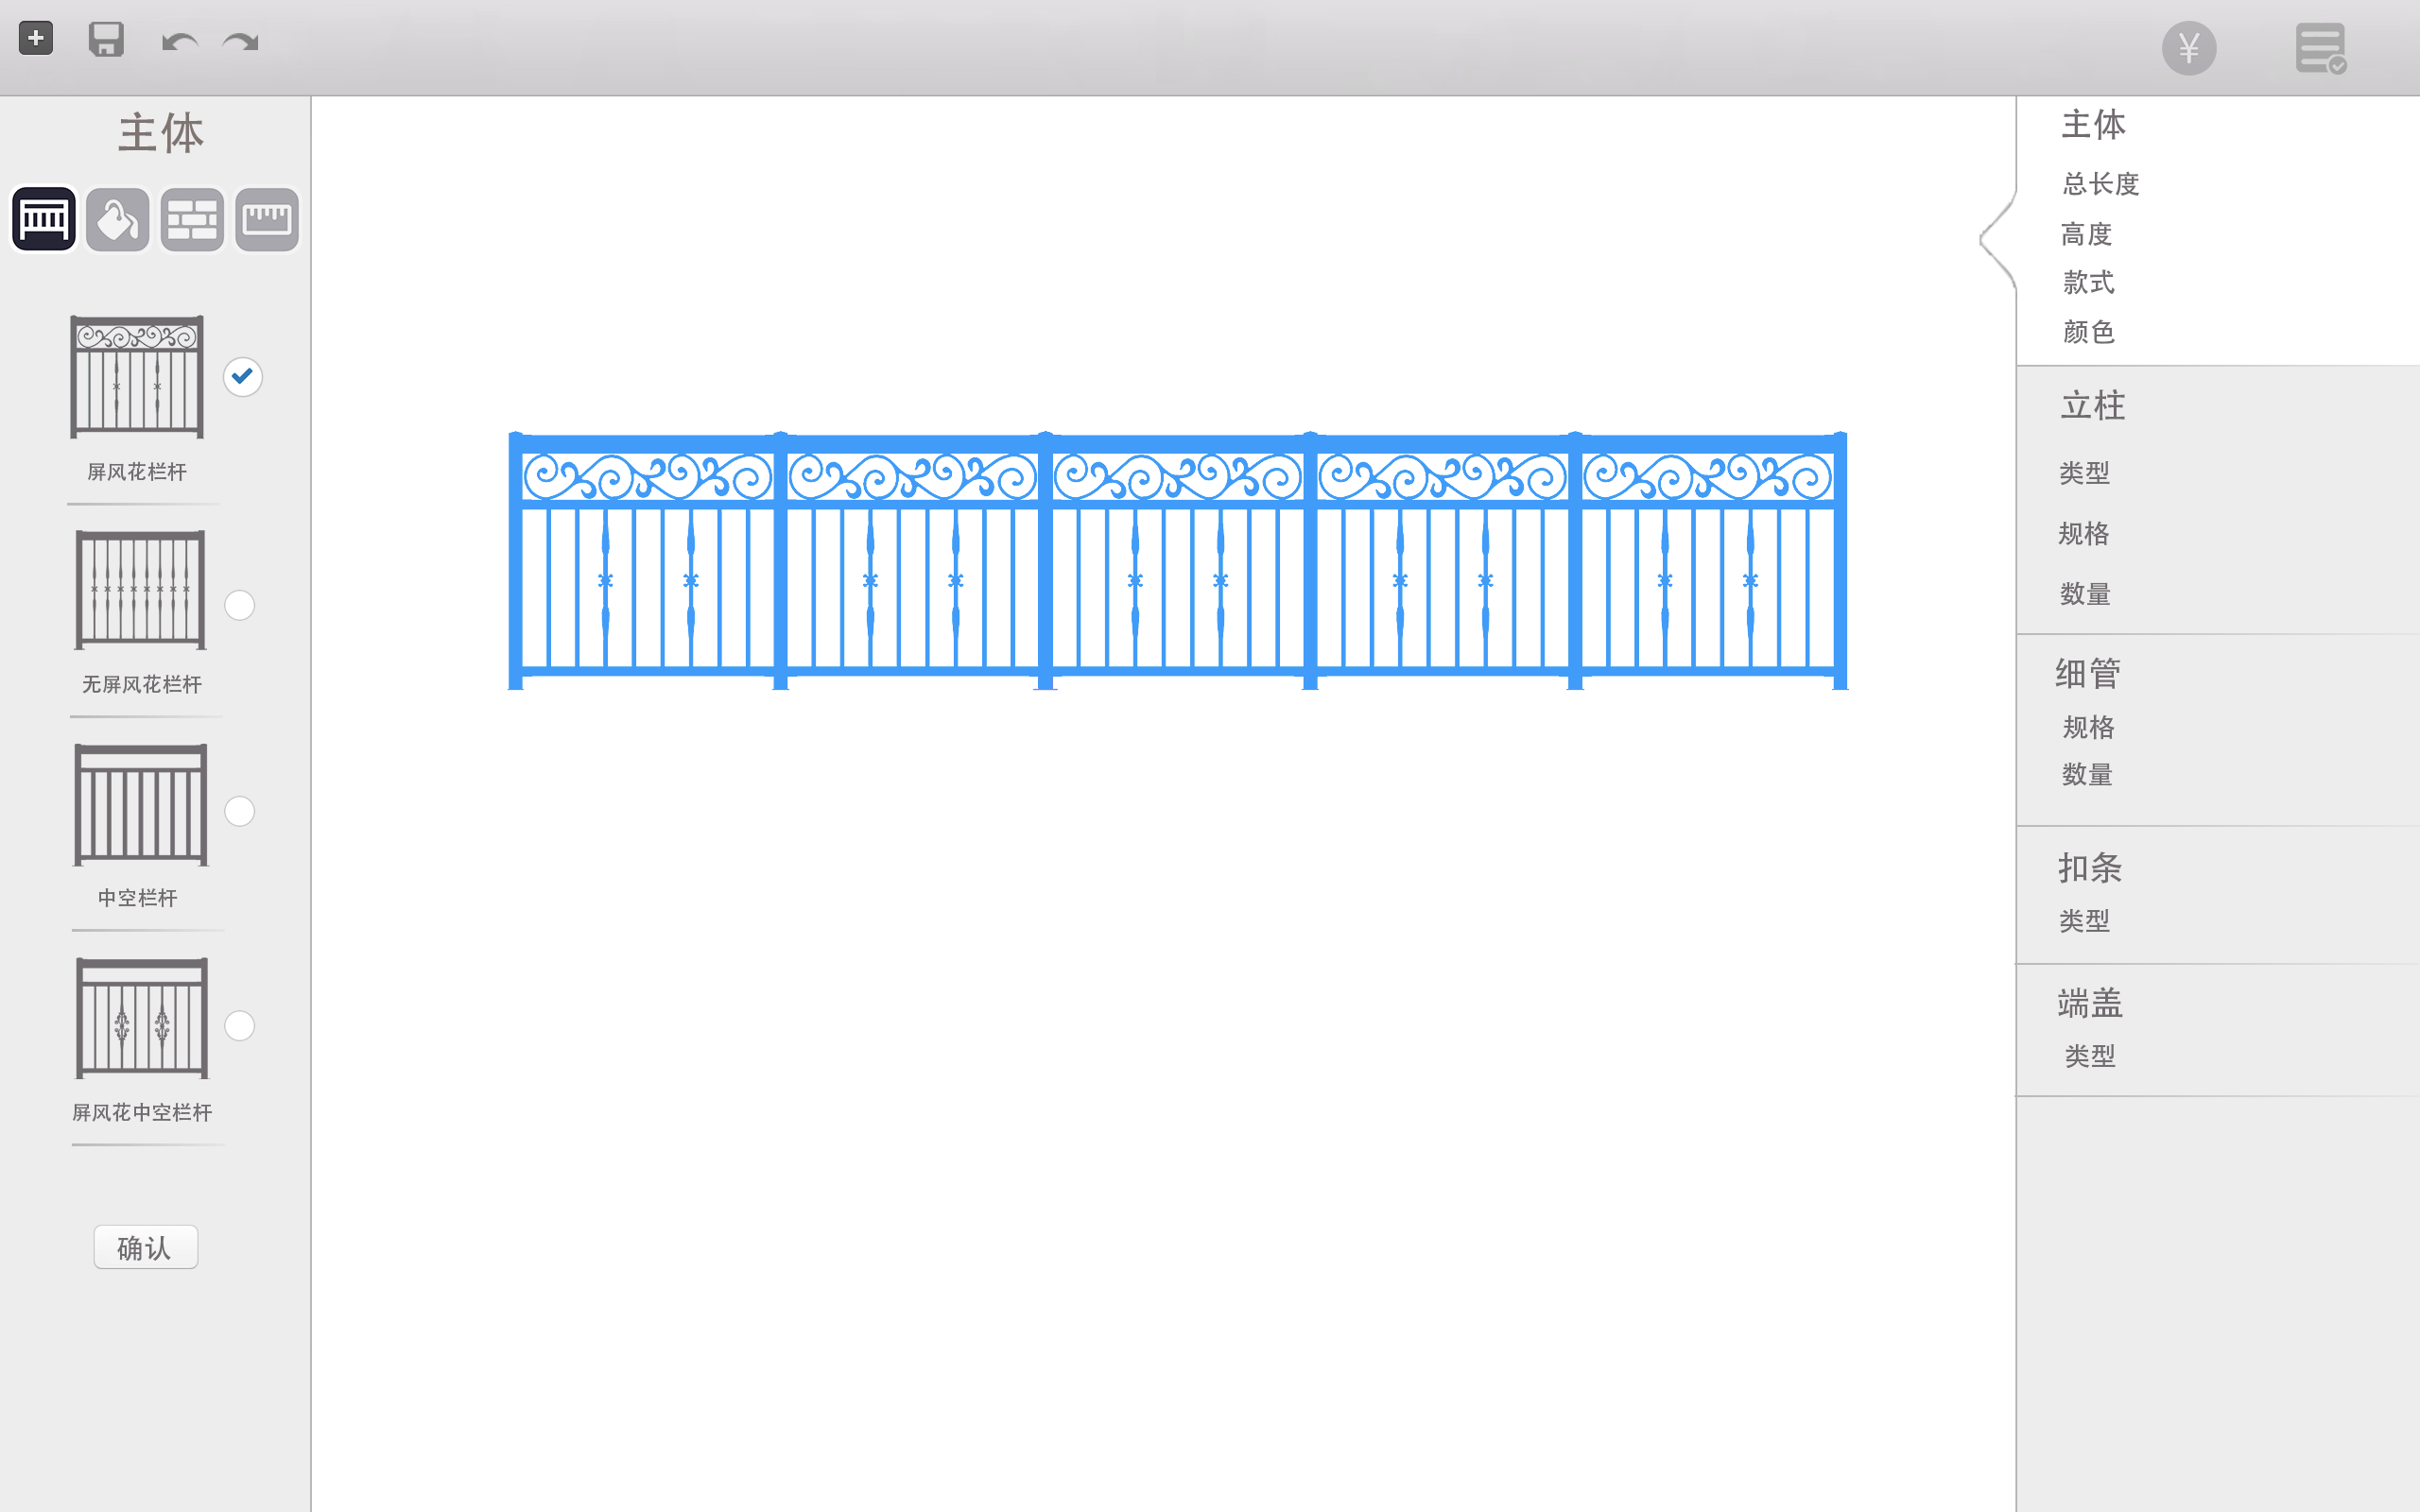 ¥
主体
屏风花栏杆
无屏风花栏杆
中空栏杆
屏风花中空栏杆
确认
主体
总长度
高度
款式
颜色
立柱
类型
规格
数量
细管
规格
数量
扣条
类型
端盖
类型